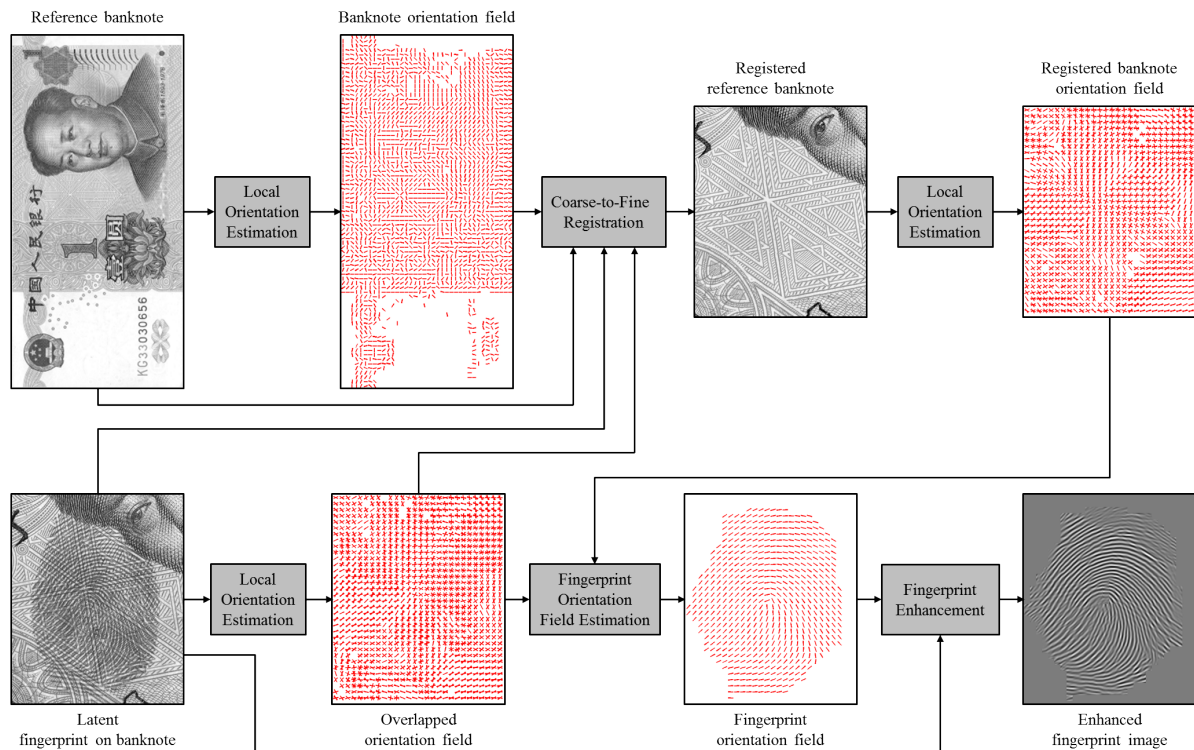 Reference banknote
Banknote orientation field
Registered
reference banknote
Registered banknote
orientation field
中国人民银行
1
壹圆
KG33030656
Local
Orientation
Estimation
Coarse-to-Fine
Registration
Local
Orientation
Estimation
Local
Orientation
Estimation
Fingerprint
Orientation
Field Estimation
Fingerprint
Enhancement
Latent
fingerprint on banknote
Overlapped
orientation field
Fingerprint
orientation field
Enhanced
fingerprint image